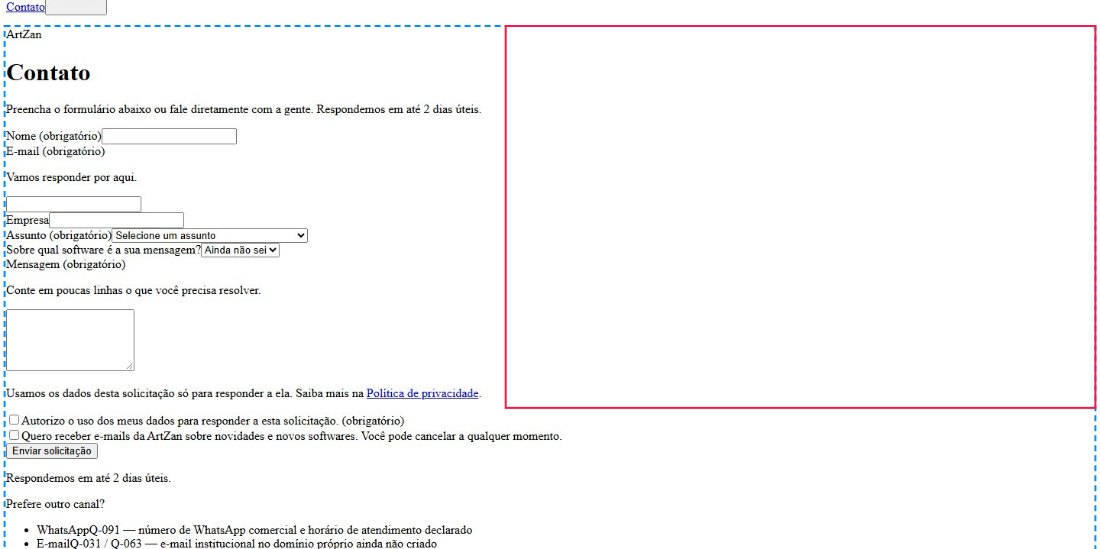 Contato
ArtZan
Contato
Preencha o formulário abaixo ou fale diretamente com a gente. Respondemos em até 2 dias úteis.
Nome (obrigatório)
E-mail (obrigatório)
Vamos responder por aqui.
Empresa
Assunto (obrigatório) Selecione um assunto
Sobre qual software é a sua mensagem? Ainda não sei
Mensagem (obrigatório)
Conte em poucas linhas o que você precisa resolver.
Usamos os dados desta solicitação só para responder a ela. Saiba mais na Política de privacidade.
Autorizo o uso dos meus dados para responder a esta solicitação. (obrigatório)
Quero receber e-mails da ArtZan sobre novidades e novos softwares. Você pode cancelar a qualquer momento.
Enviar solicitação
Respondemos em até 2 dias úteis.
Prefere outro canal?
WhatsAppQ-091 — número de WhatsApp comercial e horário de atendimento declarado
E-mailQ-031 / Q-063 — e-mail institucional no domínio próprio ainda não criado